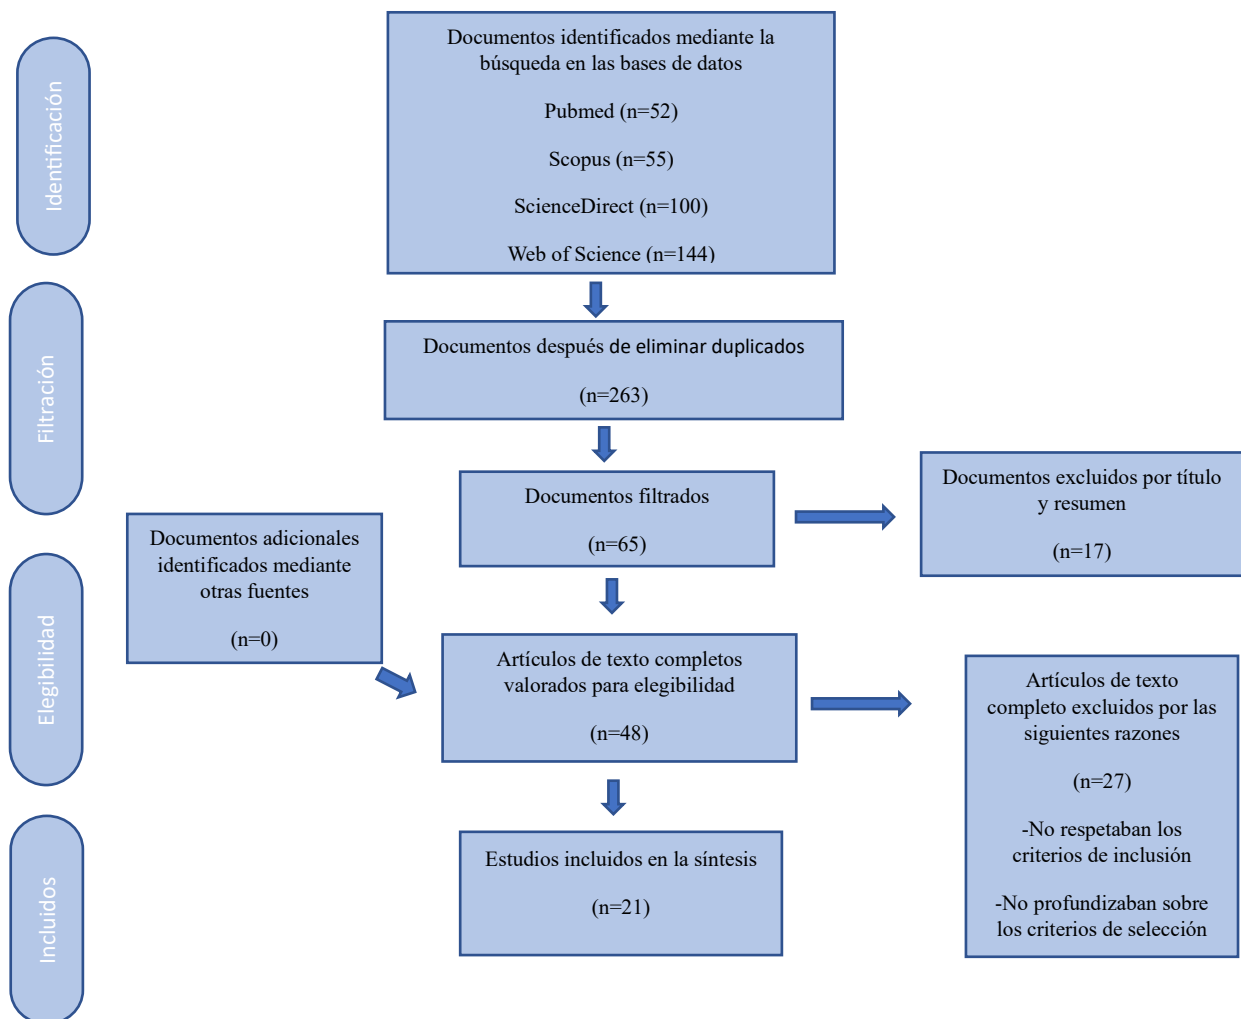 Identificación
Documentos identificados mediante la
búsqueda en las bases de datos
Pubmed (n=52)
Scopus (n=55)
ScienceDirect (n=100)
Web of Science (n=144)
Filtración
Documentos después de eliminar duplicados
(n=263)
Documentos filtrados
(n=65)
Documentos excluidos por título
y resumen
(n=17)
Documentos adicionales
identificados mediante
otras fuentes
(n=0)
Elegibilidad
Artículos de texto completos
valorados para elegibilidad
(n=48)
Artículos de texto
completo excluidos por las
siguientes razones
(n=27)
-No respetaban los
criterios de inclusión
-No profundizaban sobre
los criterios de selección
Incluidos
Estudios incluidos en la síntesis
(n=21)